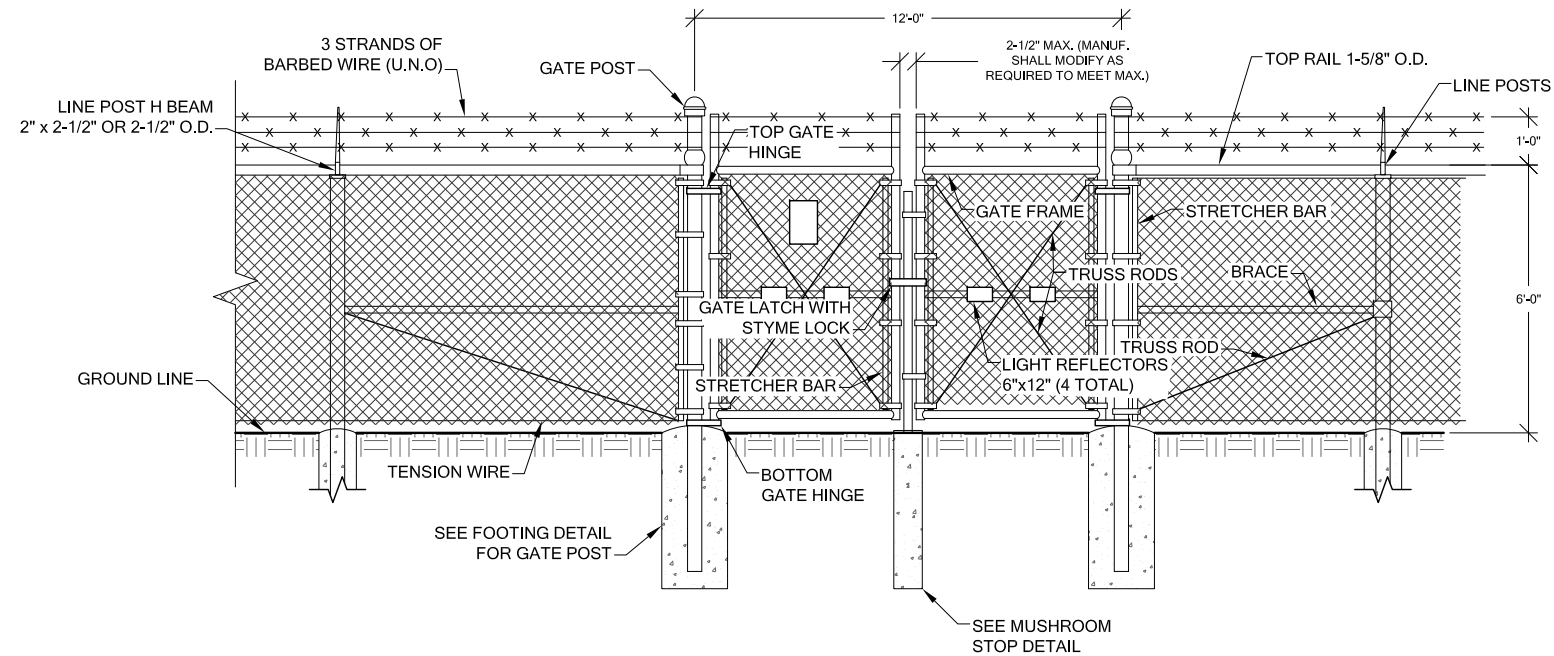 12'-0"
3 STRANDS OF
BARBED WIRE (U.N.O)
GATE POST
2-1/2" MAX. (MANUF.
SHALL MODIFY AS
REQUIRED TO MEET MAX.)
TOP RAIL 1-5/8" O.D.
LINE POSTS
LINE POST H BEAM
2" x 2-1/2" OR 2-1/2" O.D.
TOP GATE
HINGE
1'-0"
GATE FRAME
STRETCHER BAR
TRUSS RODS
BRACE
6'-0"
GATE LATCH WITH
STYME LOCK
TRUSS ROD
LIGHT REFLECTORS
6"x12" (4 TOTAL)
GROUND LINE
STRETCHER BAR
TENSION WIRE
BOTTOM
GATE HINGE
SEE FOOTING DETAIL
FOR GATE POST
SEE MUSHROOM
STOP DETAIL